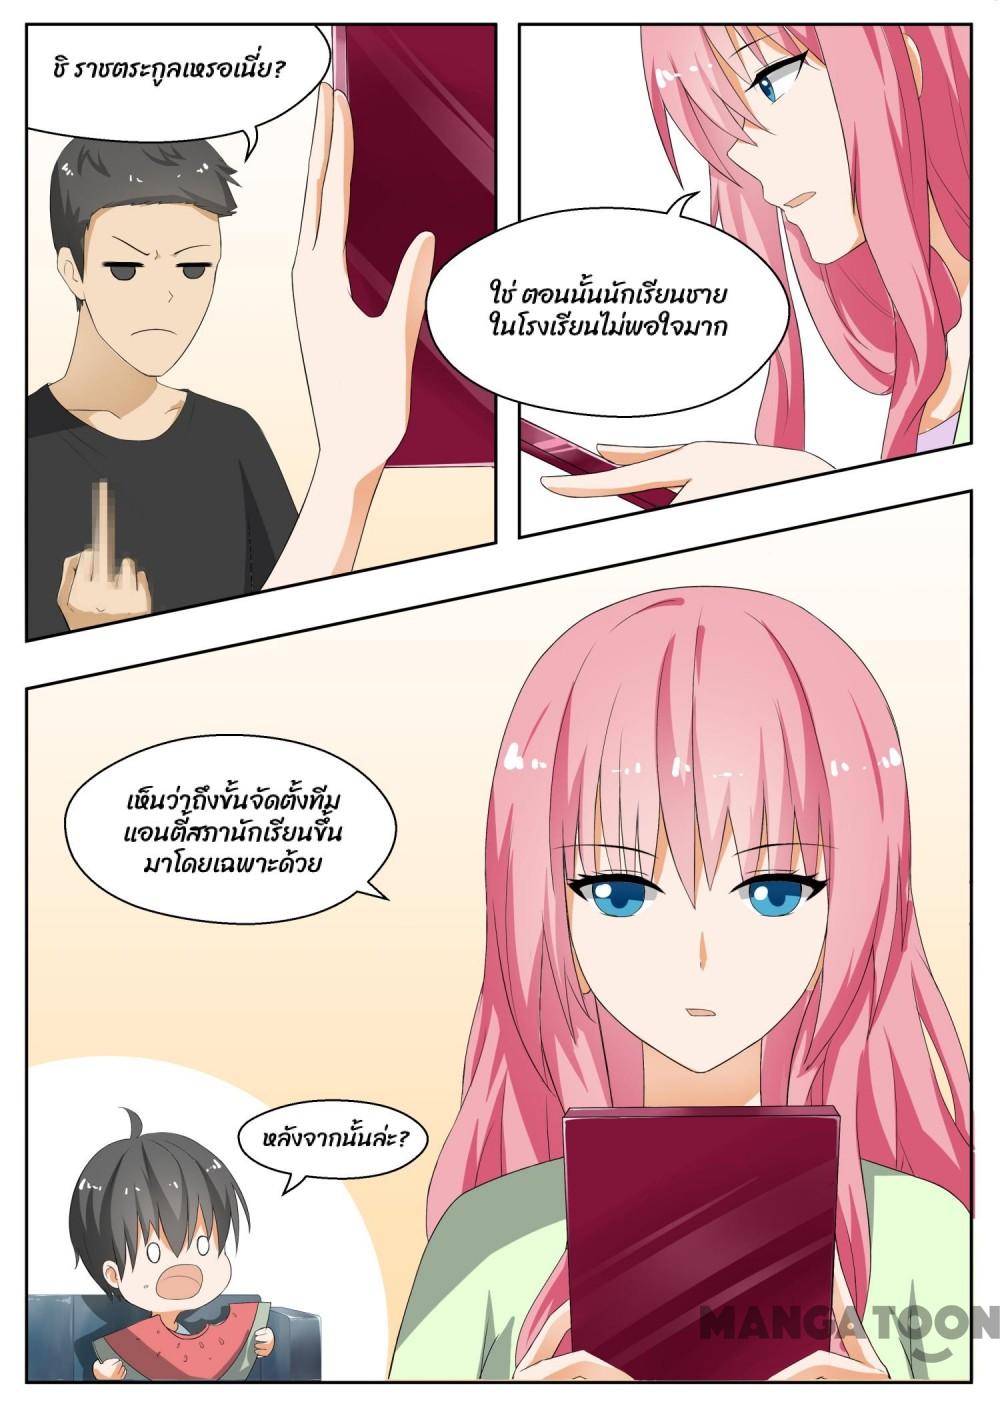 ชิ ราชตระกูลเหรอเนี่ย?
ใช่ ตอนนั้นนักเรียนชาย
ในโรงเรียนไม่พอใจมาก
เห็นว่าถึงขั้นจัดตั้งทีม
แอนตี้สภานักเรียนขึ้น
มาโดยเฉพาะด้วย
หลังจากนั้นล่ะ?
MANGATOON